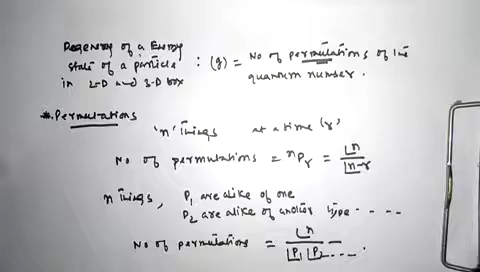 Degeneracy of a Energy
state of a particle : (g) = No of permutations of the
in 2-D and 3-D box quantum number.
*. Permutations
'n' Things at a time 'r'
No of permutations = nPr = ⌊n / ⌊n-r
n Things, P1 are alike of one
P2 are alike of another type - - - -
No of permutations = ⌊n / ⌊P1 ⌊P2 - - - .